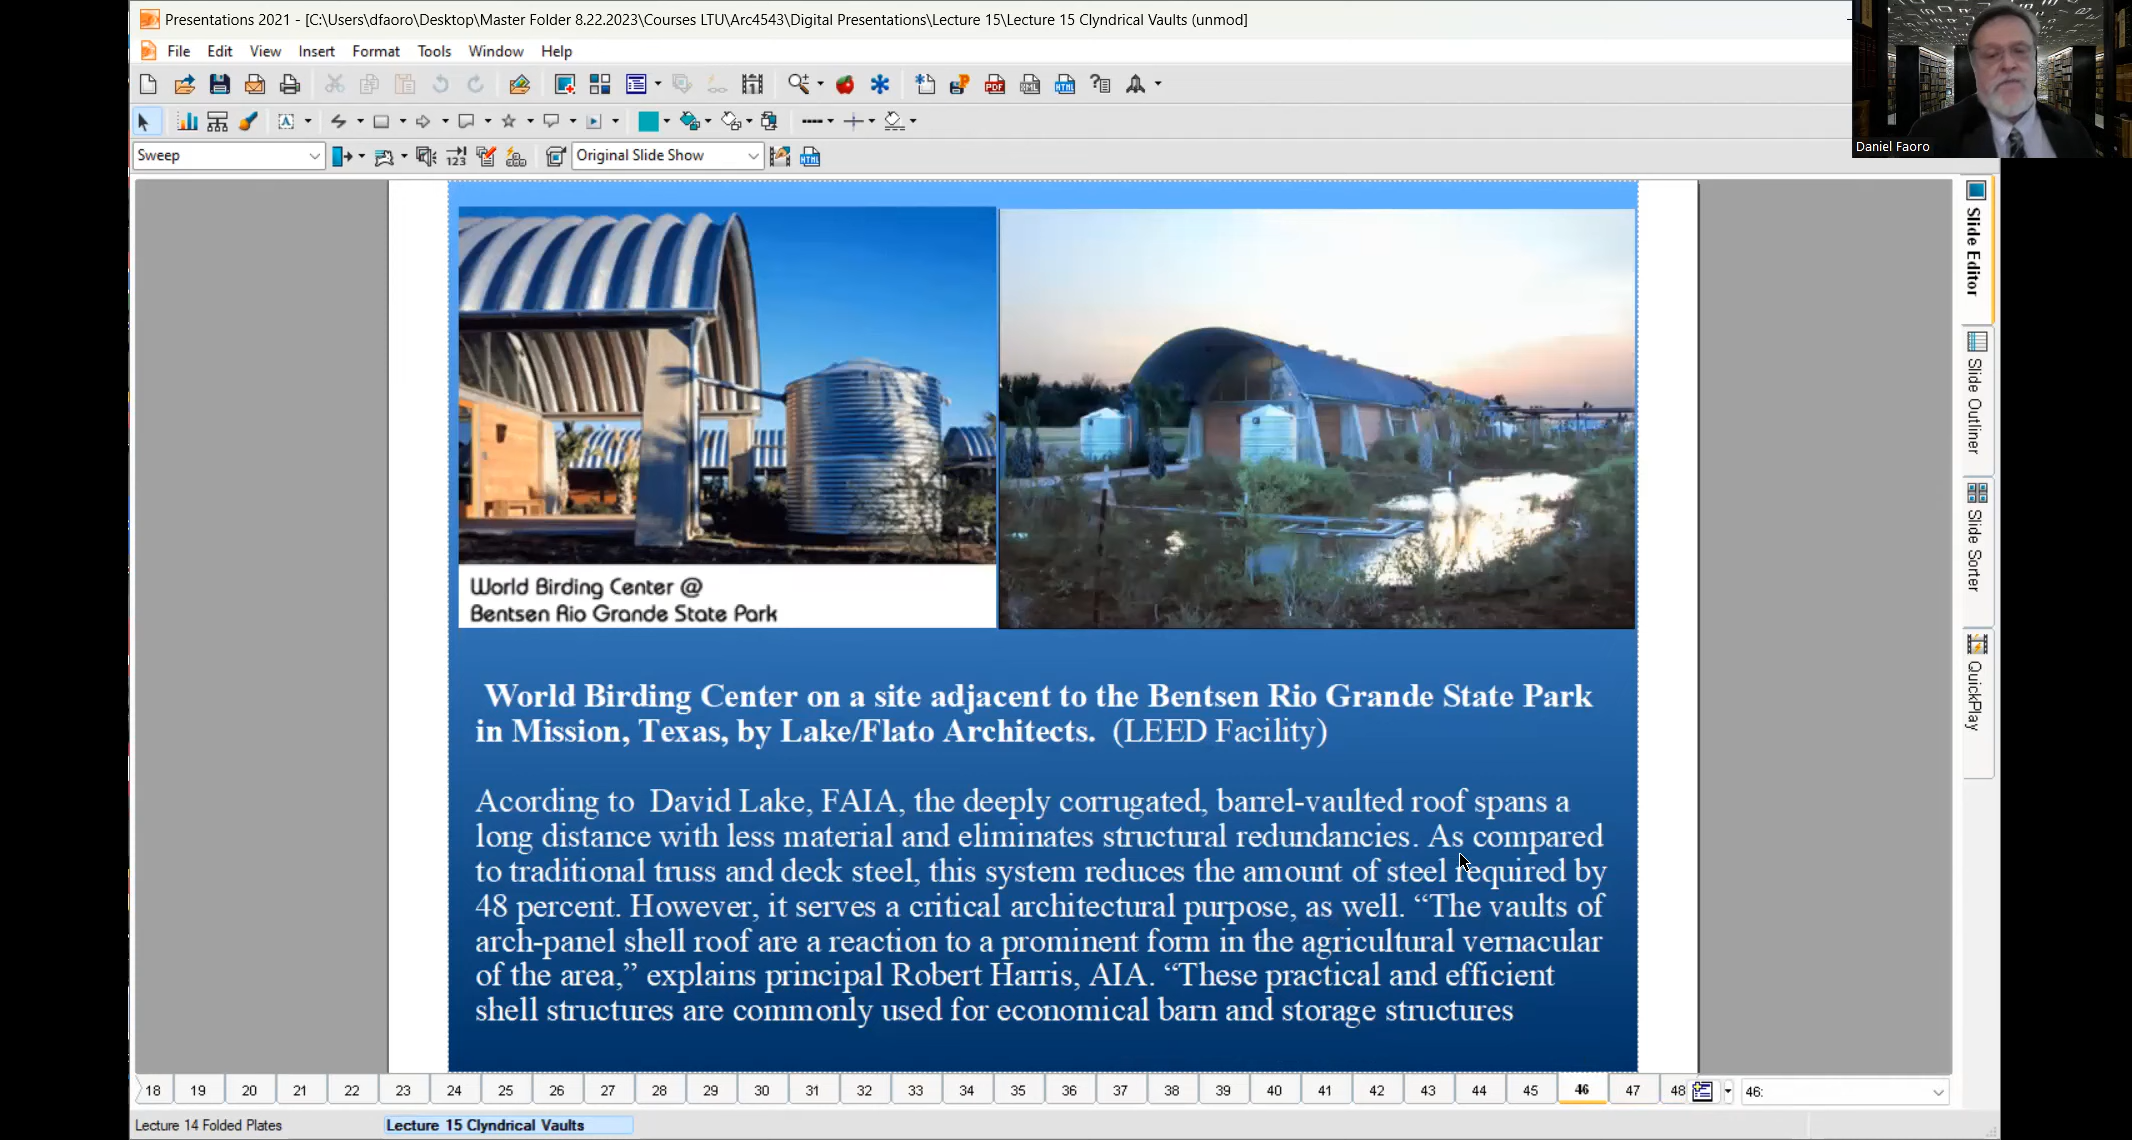 Presentations 2021 - [C:\Users\dfaoro\Desktop\Master Folder 8.22.2023\Courses LTU\Arc4543\Digital Presentations\Lecture 15\Lecture 15 Clyndrical Vaults (unmod]
File Edit View Insert Format Tools Window Help
Sweep
Original Slide Show
Daniel Faoro
World Birding Center @
Bentsen Rio Grande State Park
World Birding Center on a site adjacent to the Bentsen Rio Grande State Park
in Mission, Texas, by Lake/Flato Architects. (LEED Facility)
Acording to David Lake, FAIA, the deeply corrugated, barrel-vaulted roof spans a
long distance with less material and eliminates structural redundancies. As compared
to traditional truss and deck steel, this system reduces the amount of steel required by
48 percent. However, it serves a critical architectural purpose, as well. “The vaults of
arch-panel shell roof are a reaction to a prominent form in the agricultural vernacular
of the area,” explains principal Robert Harris, AIA. “These practical and efficient
shell structures are commonly used for economical barn and storage structures
Slide Editor
Slide Outliner
Slide Sorter
QuickPlay
18 19 20 21 22 23 24 25 26 27 28 29 30 31 32 33 34 35 36 37 38 39 40 41 42 43 44 45 46 47 48
46:
Lecture 14 Folded Plates
Lecture 15 Clyndrical Vaults